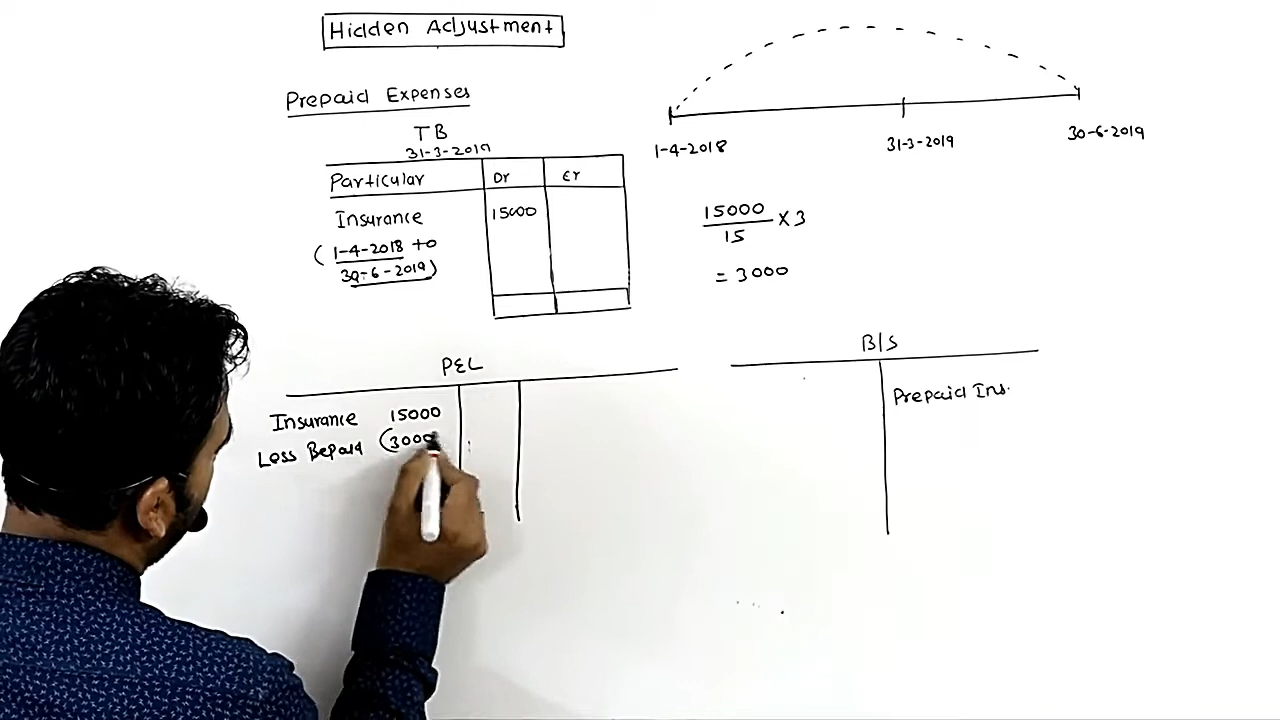 Hidden Adjustment
Prepaid Expenses
TB
31-3-2019
Particular Dr Cr
Insurance 15000
(1-4-2018 to
30-6-2019)
1-4-2018 31-3-2019 30-6-2019
15000
15
× 3
= 3000
P&L
Insurance 15000
Less Prepaid (3000
B/S
Prepaid Ins.